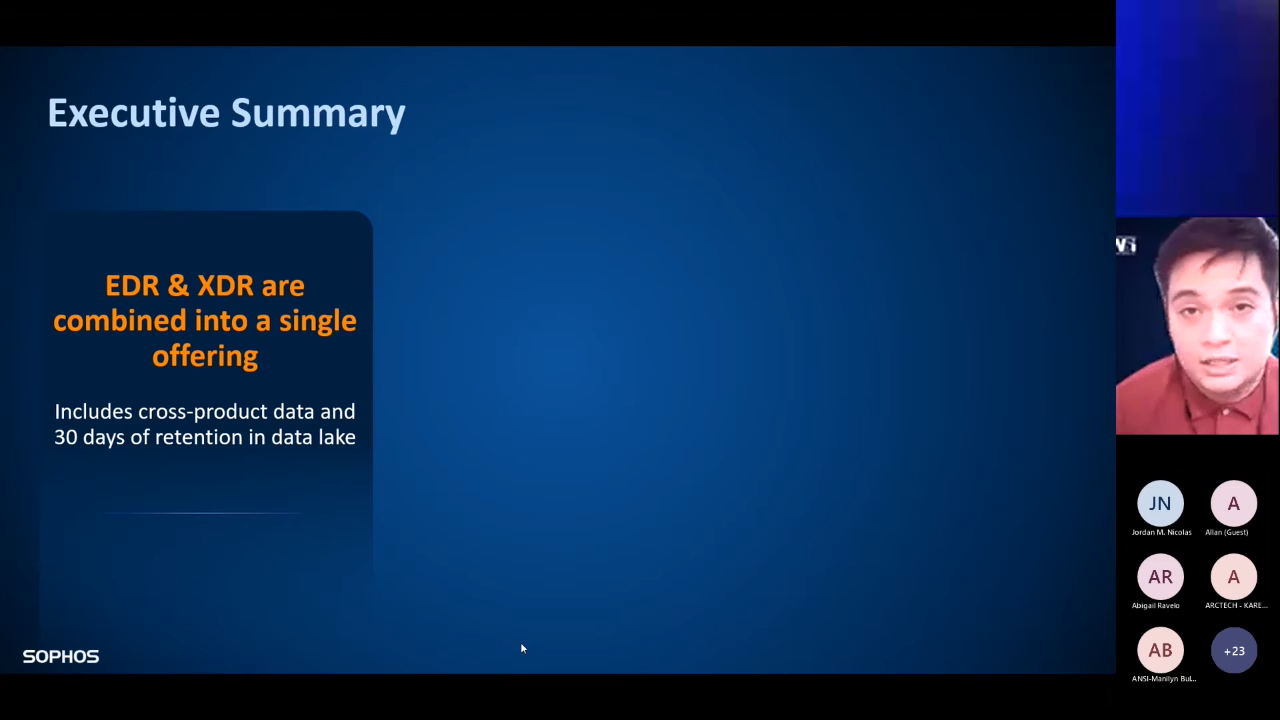 Executive Summary
EDR & XDR are
combined into a single
offering
Includes cross-product data and
30 days of retention in data lake
SOPHOS
JN
A
Jordan M. Nicolas
Allan (Guest)
AR
A
Abigail Ravelo
ARCTECH - KARE...
AB
+23
ANSI-Manilyn Bul...